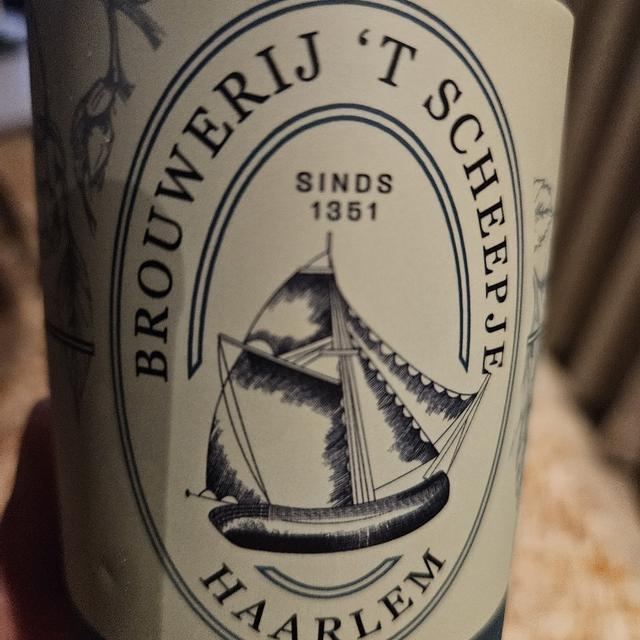 BROUWERIJ 'T SCHEEPJE
SINDS
1351
HAARLEM